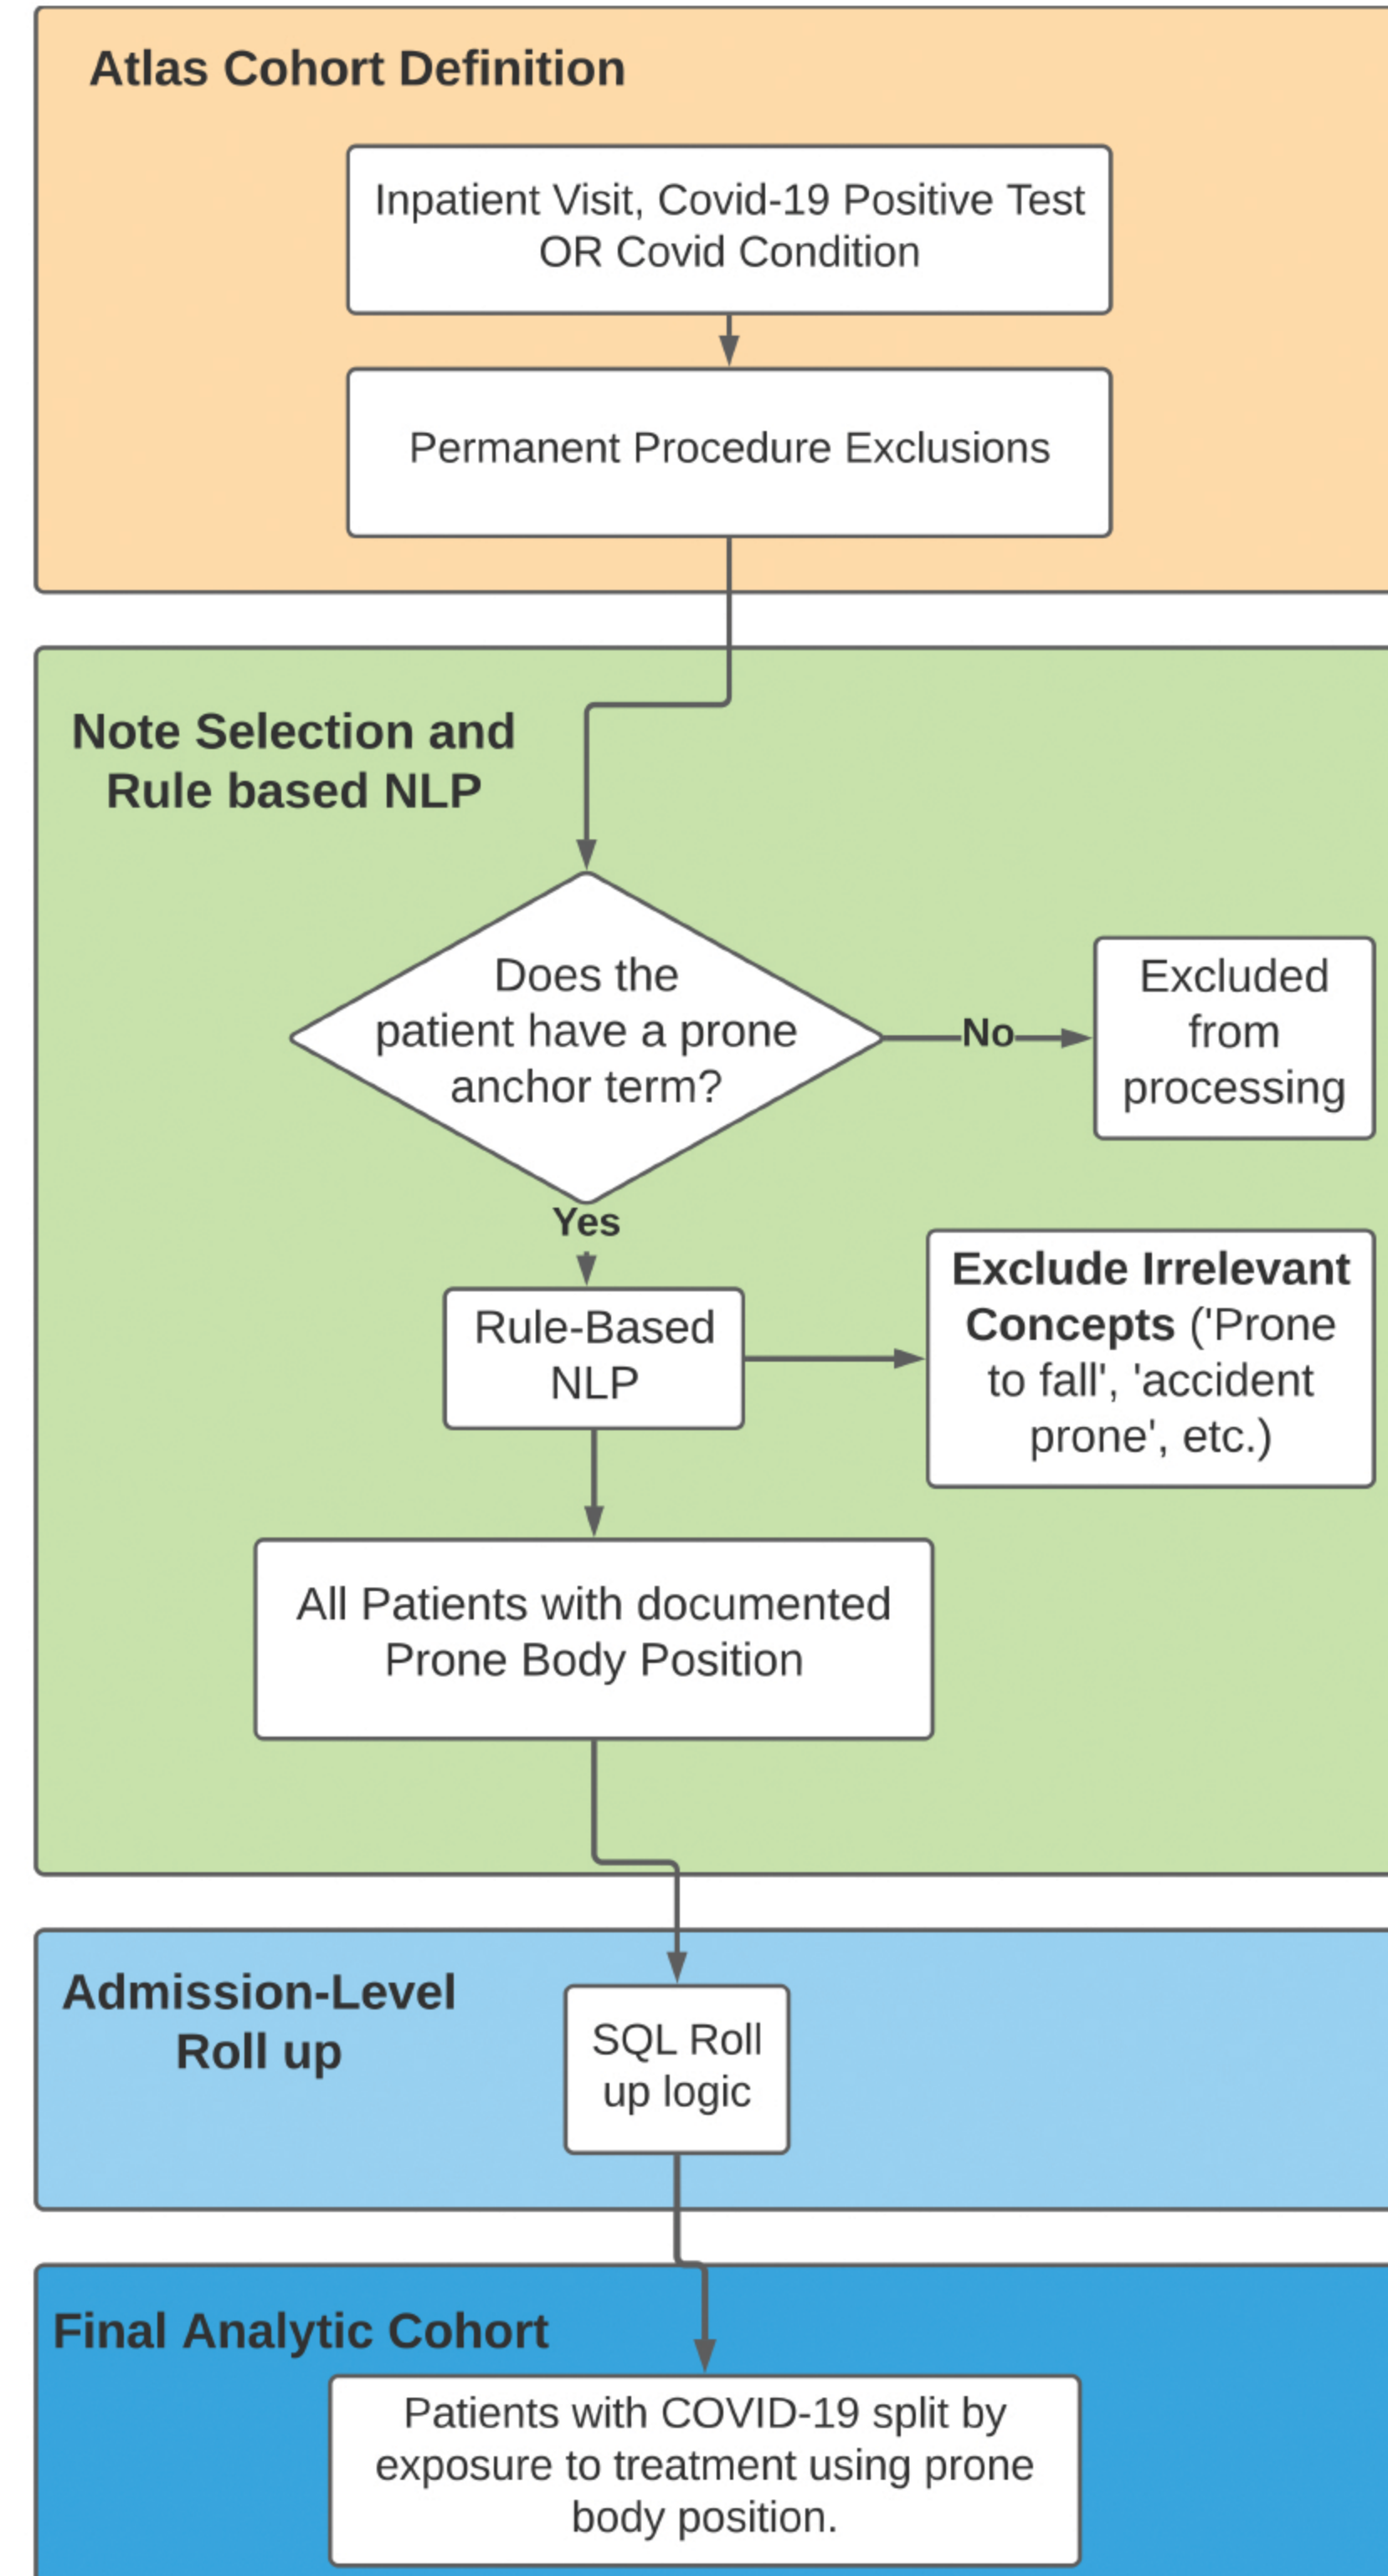 Atlas Cohort Definition
Inpatient Visit, Covid-19 Positive Test
OR Covid Condition
Permanent Procedure Exclusions
Note Selection and
Rule based NLP
Does the
patient have a prone
anchor term?
No
Excluded
from
processing
Yes
Rule-Based
NLP
Exclude Irrelevant
Concepts ('Prone
to fall', 'accident
prone', etc.)
All Patients with documented
Prone Body Position
Admission-Level
Roll up
SQL Roll
up logic
Final Analytic Cohort
Patients with COVID-19 split by
exposure to treatment using prone
body position.